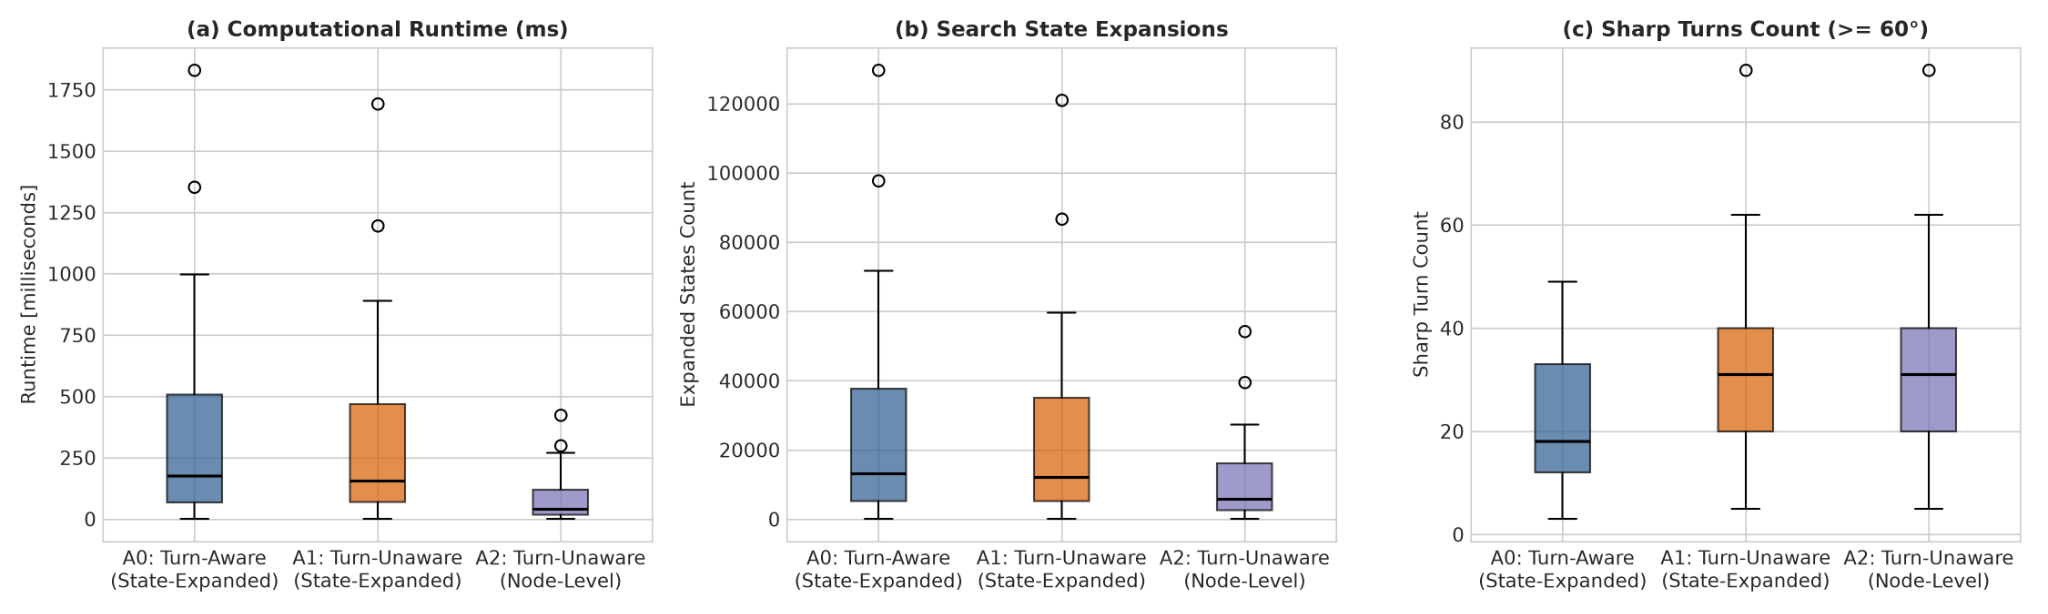 (a) Computational Runtime (ms)
Runtime [milliseconds]
1750
1500
1250
1000
750
500
250
0
A0: Turn-Aware
(State-Expanded)
A1: Turn-Unaware
(State-Expanded)
A2: Turn-Unaware
(Node-Level)
(b) Search State Expansions
Expanded States Count
120000
100000
80000
60000
40000
20000
0
A0: Turn-Aware
(State-Expanded)
A1: Turn-Unaware
(State-Expanded)
A2: Turn-Unaware
(Node-Level)
(c) Sharp Turns Count (>= 60°)
Sharp Turn Count
80
60
40
20
0
A0: Turn-Aware
(State-Expanded)
A1: Turn-Unaware
(State-Expanded)
A2: Turn-Unaware
(Node-Level)